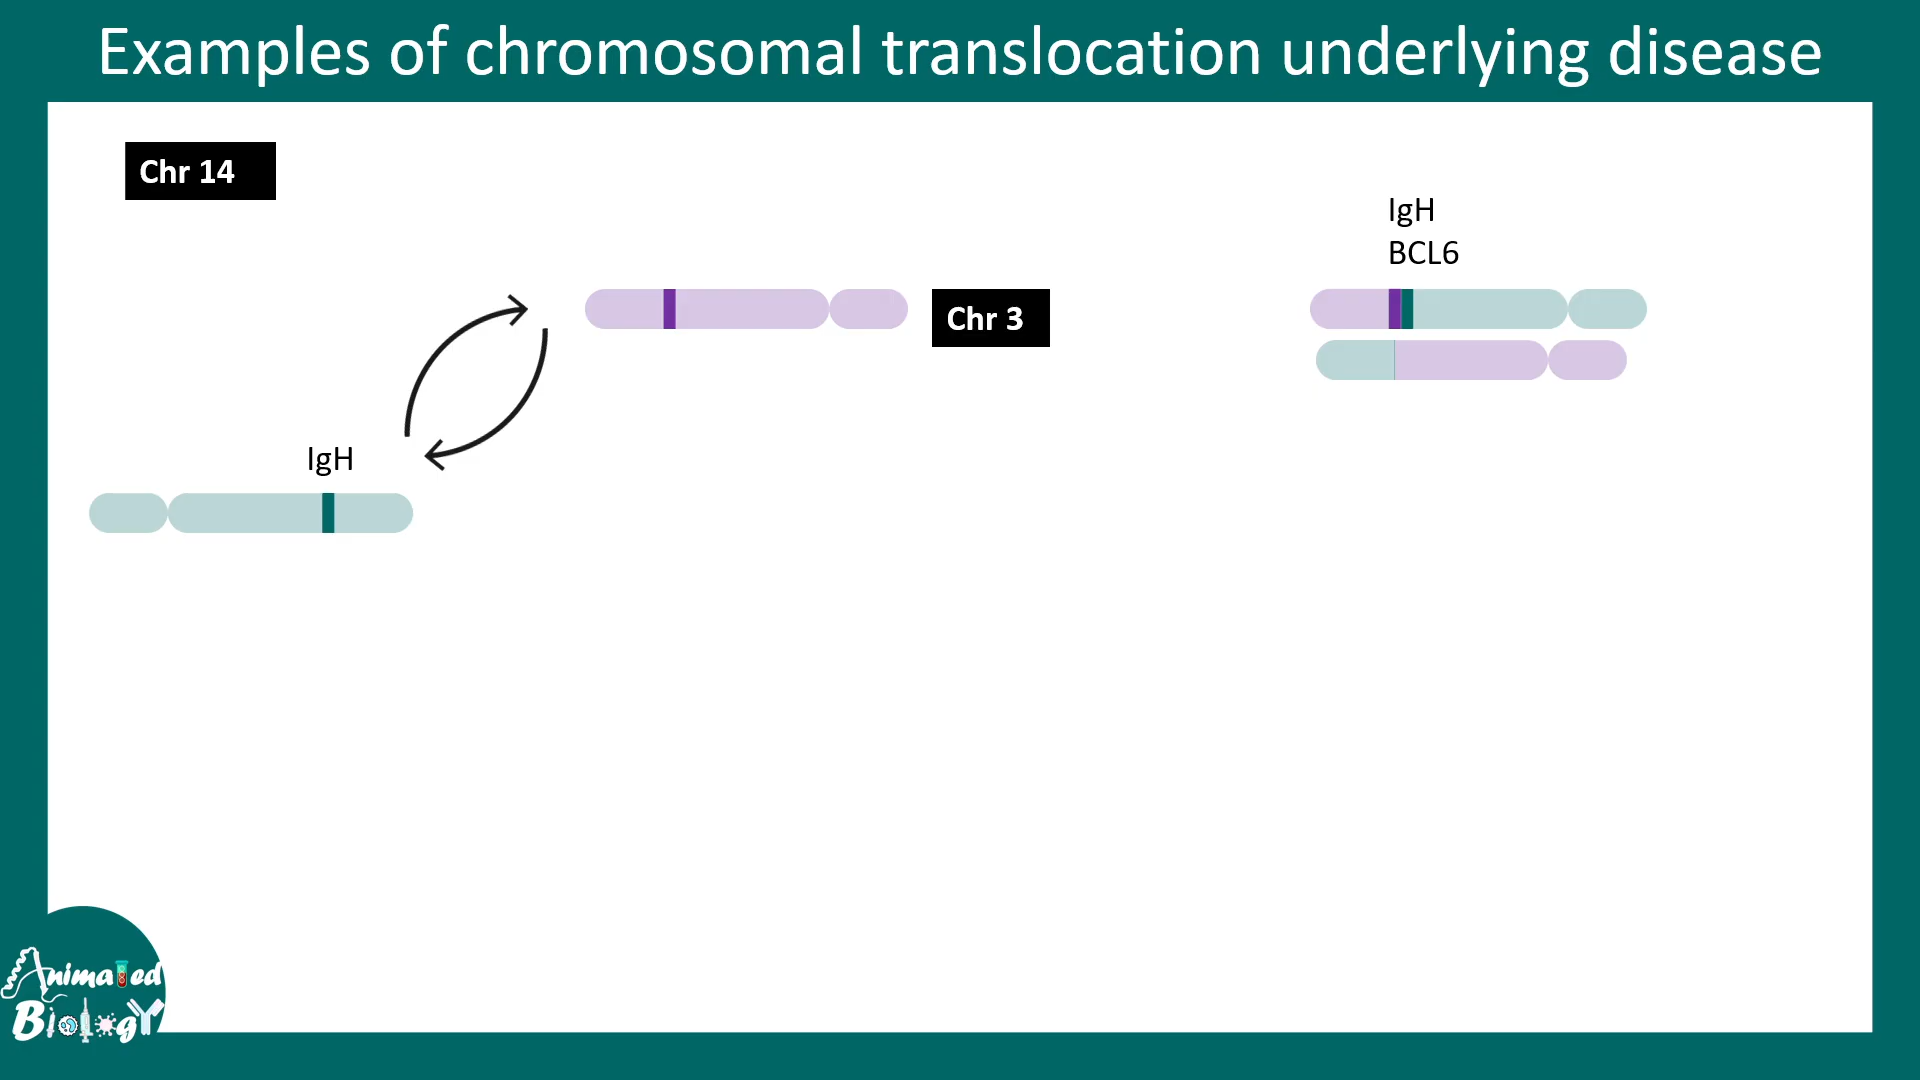 Examples of chromosomal translocation underlying disease
Chr 14
IgH
BCL6
Chr 3
IgH
Animated
Biology